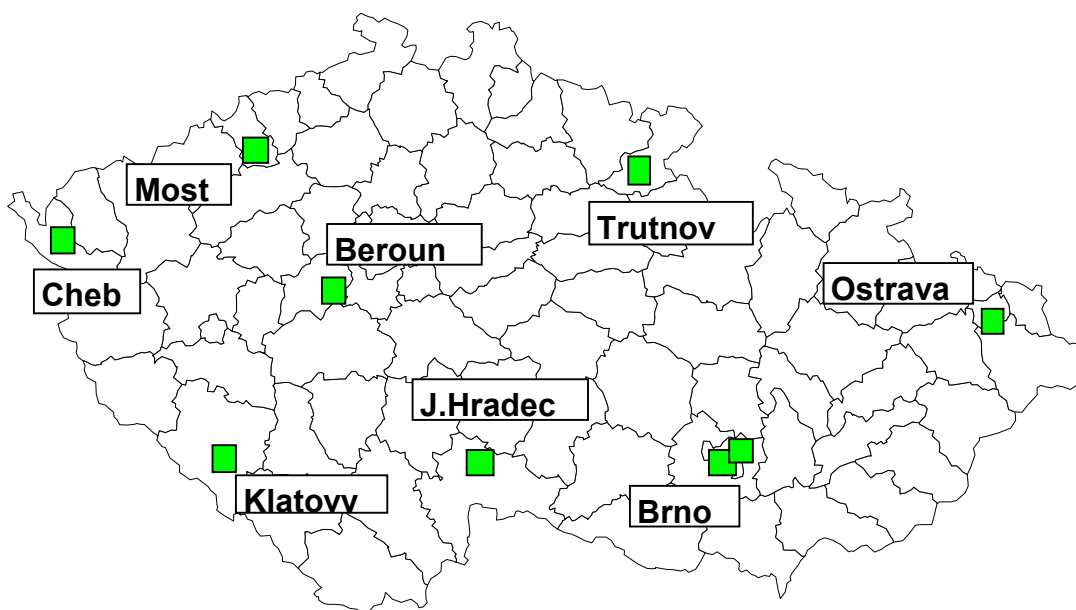 Most
Trutnov
Beroun
Cheb
Ostrava
J.Hradec
Klatovy
Brno